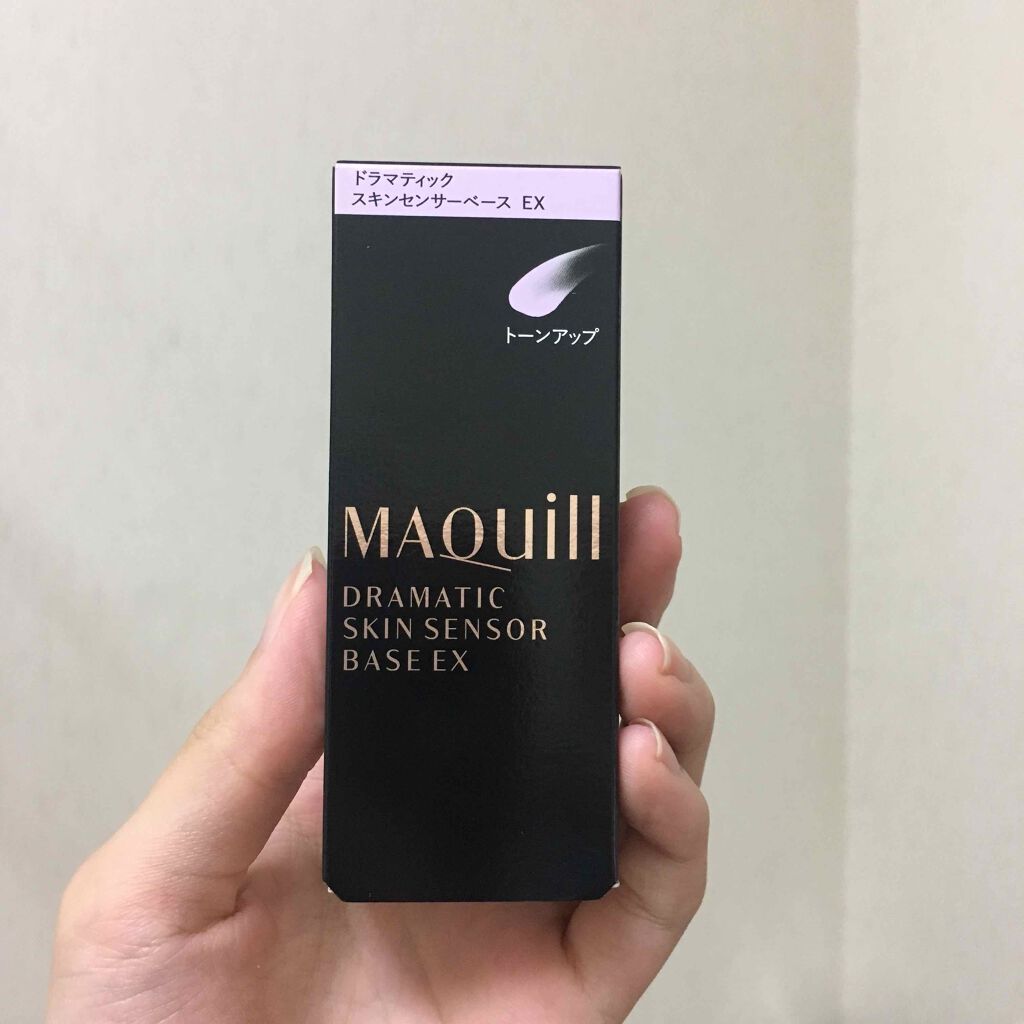 ドラマティック
スキンセンサーベース EX
トーンアップ
MAQuill
DRAMATIC
SKIN SENSOR
BASE EX